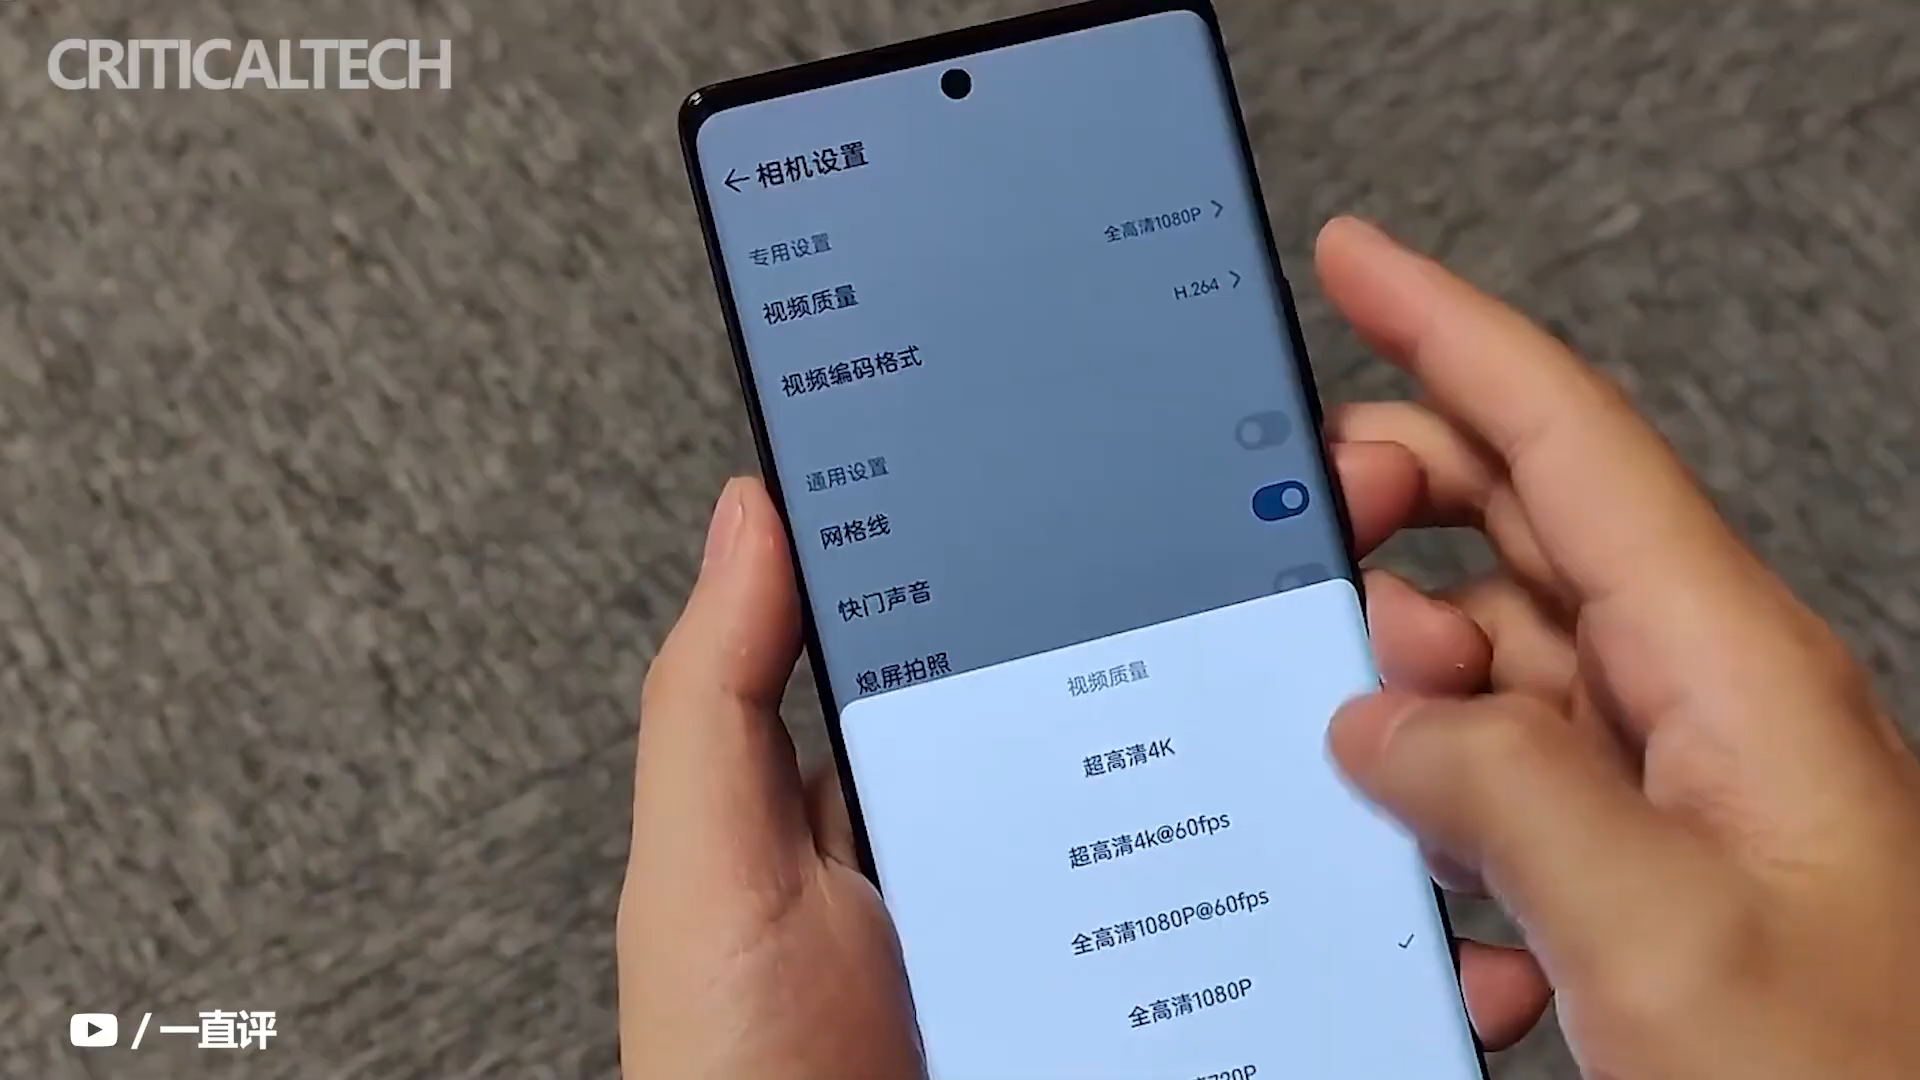 CRITICALTECH
←相机设置
专用设置
视频质量 全高清1080P >
视频编码格式 H.264 >
通用设置
网格线
快门声音
熄屏拍照
视频质量
超高清4K
超高清4k@60fps
全高清1080P@60fps
全高清1080P
720P
/ 一直评